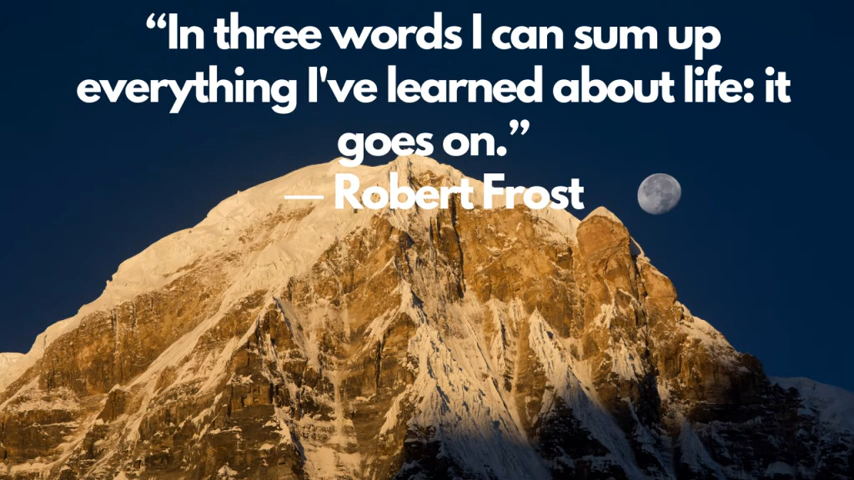 “In three words I can sum up
everything I've learned about life: it
goes on.”
— Robert Frost